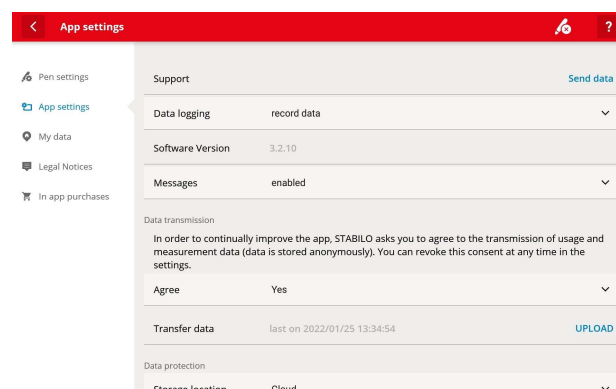 App settings
?
Pen settings
App settings
My data
Legal Notices
In app purchases
Support Send data
Data logging record data
Software Version 3.2.10
Messages enabled
Data transmission
In order to continually improve the app, STABILO asks you to agree to the transmission of usage and
measurement data (data is stored anonymously). You can revoke this consent at any time in the
settings.
Agree Yes
Transfer data last on 2022/01/25 13:34:54 UPLOAD
Data protection
Storage location Cloud